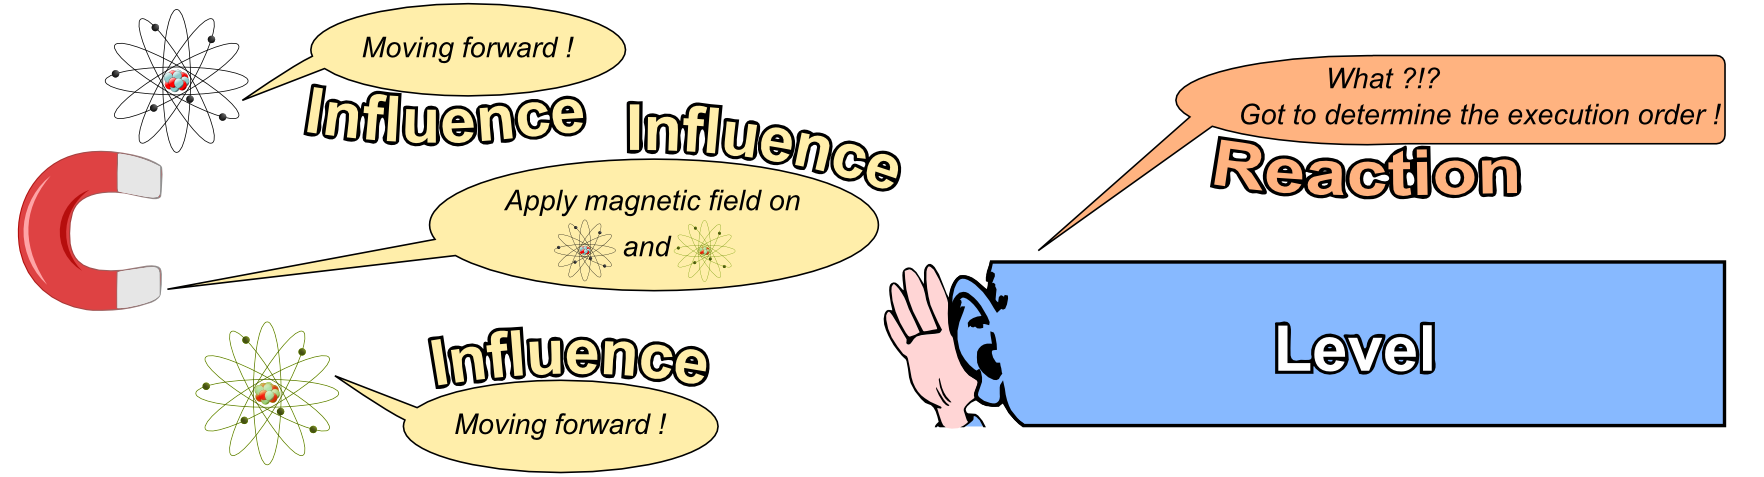 Moving forward !
Influence
Influence
Apply magnetic field on
and
Influence
Moving forward !
What ?!?
Got to determine the execution order !
Reaction
Level